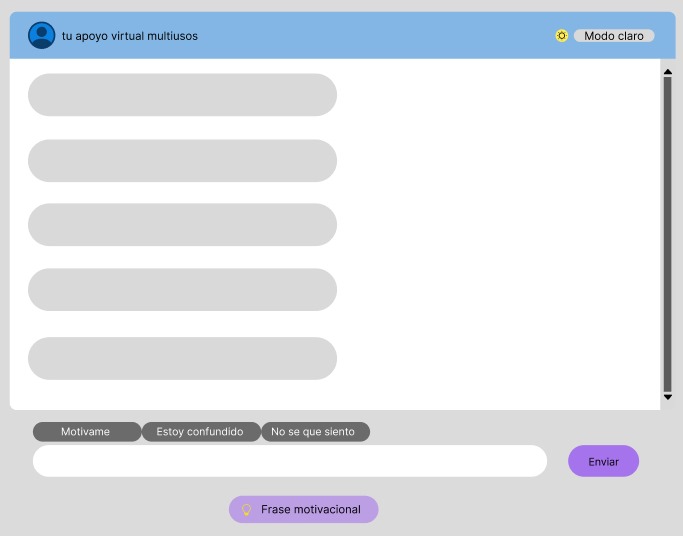 tu apoyo virtual multiusos
Modo claro
Motivame
Estoy confundido
No se que siento
Enviar
Frase motivacional